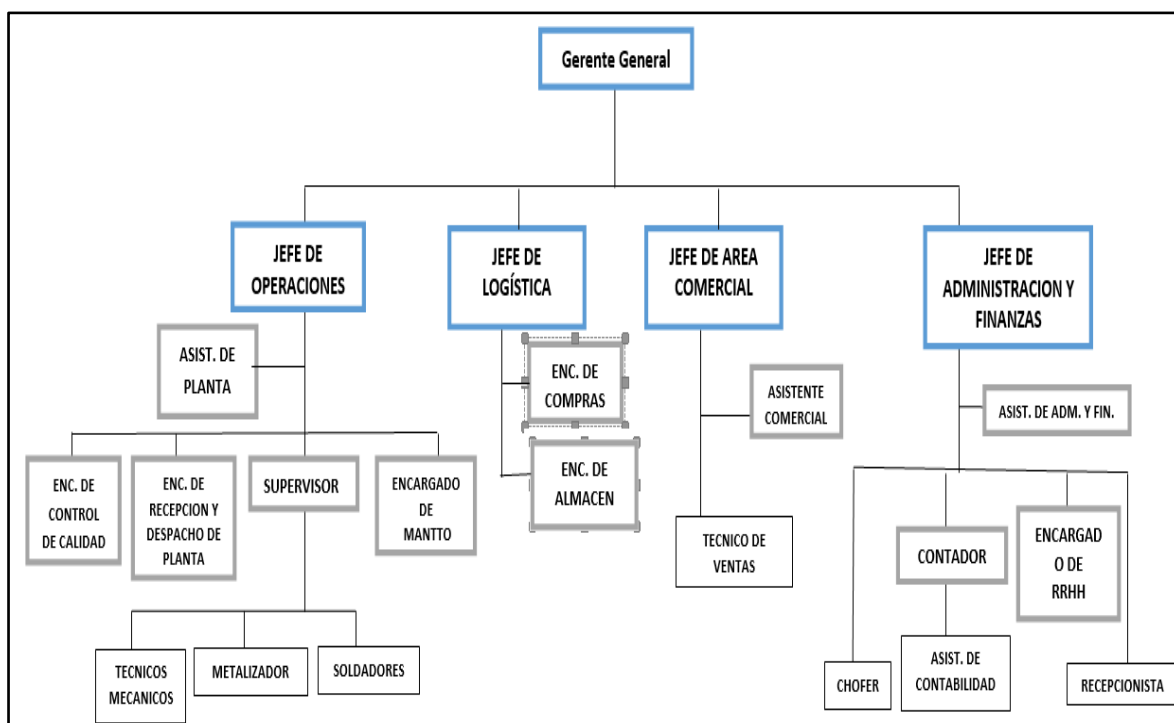 Gerente General
JEFE DE
OPERACIONES
JEFE DE
LOGÍSTICA
JEFE DE AREA
COMERCIAL
JEFE DE
ADMINISTRACION Y
FINANZAS
ASIST. DE
PLANTA
ENC. DE
COMPRAS
ASISTENTE
COMERCIAL
ASIST. DE ADM. Y FIN.
ENC. DE
CONTROL
DE CALIDAD
ENC. DE
RECEPCION Y
DESPACHO DE
PLANTA
SUPERVISOR
ENCARGADO
DE
MANTTO
ENC. DE
ALMACEN
TECNICO DE
VENTAS
CONTADOR
ENCARGAD
O DE
RRHH
TECNICOS
MECANICOS
METALIZADOR
SOLDADORES
CHOFER
ASIST. DE
CONTABILIDAD
RECEPCIONISTA